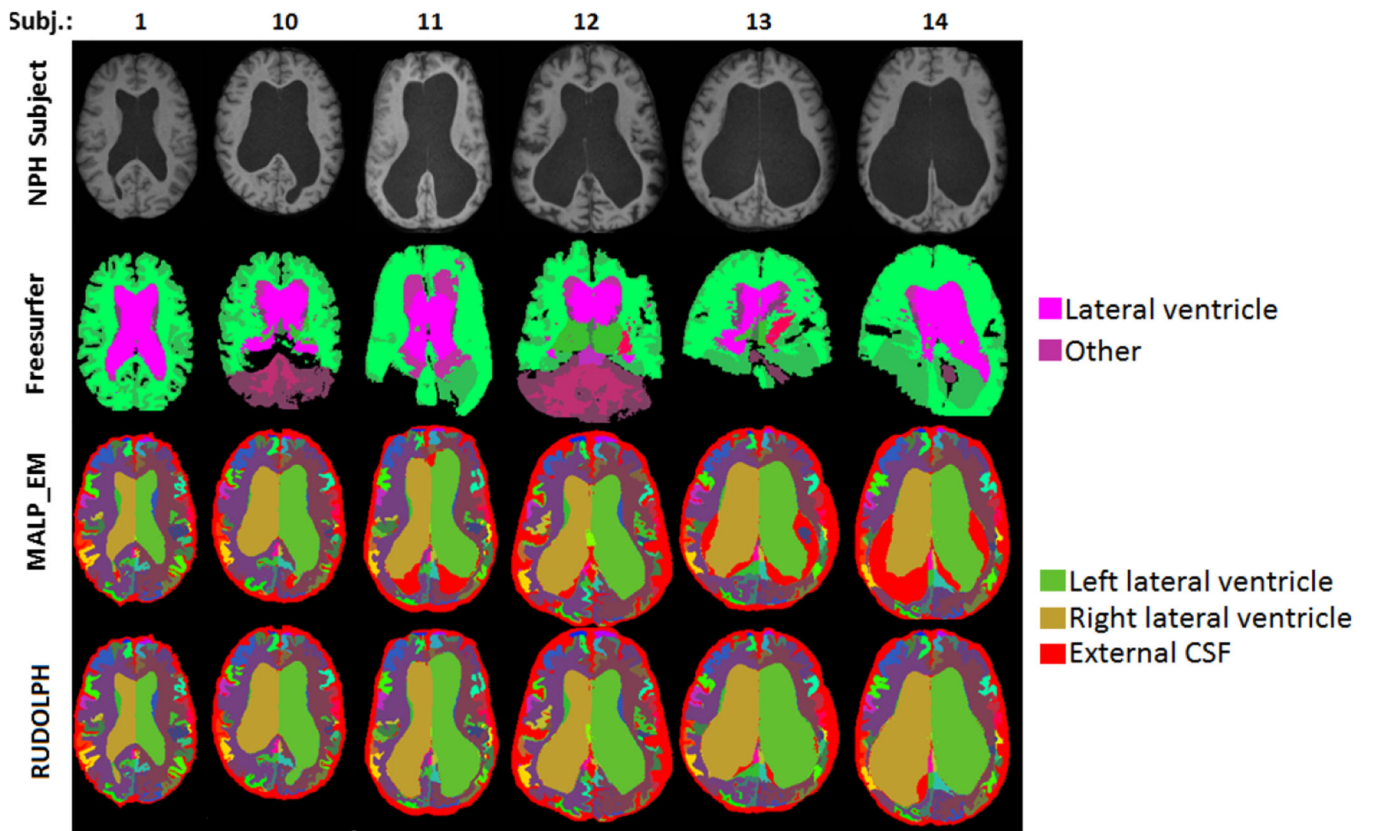 Subj.: 1 10 11 12 13 14
NPH Subject
Freesurfer
Lateral ventricle
Other
MALP_EM
Left lateral ventricle
Right lateral ventricle
External CSF
RUDOLPH